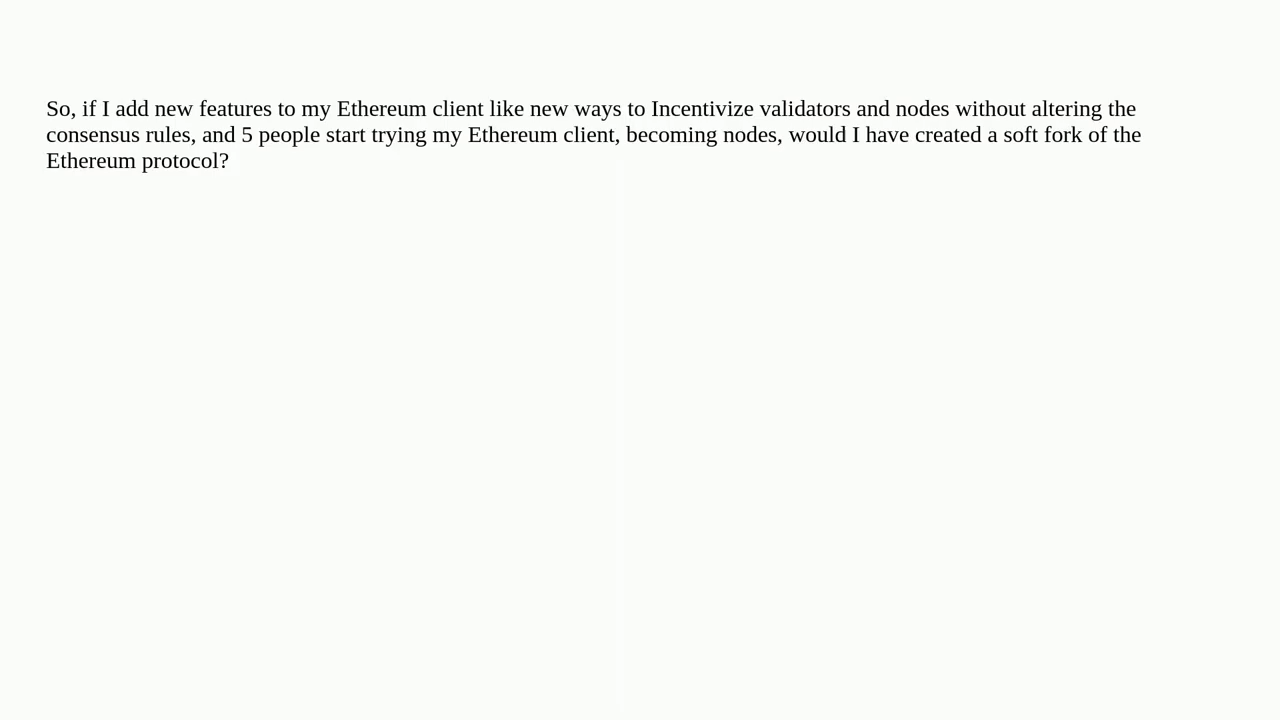 So, if I add new features to my Ethereum client like new ways to Incentivize validators and nodes without altering the
consensus rules, and 5 people start trying my Ethereum client, becoming nodes, would I have created a soft fork of the
Ethereum protocol?